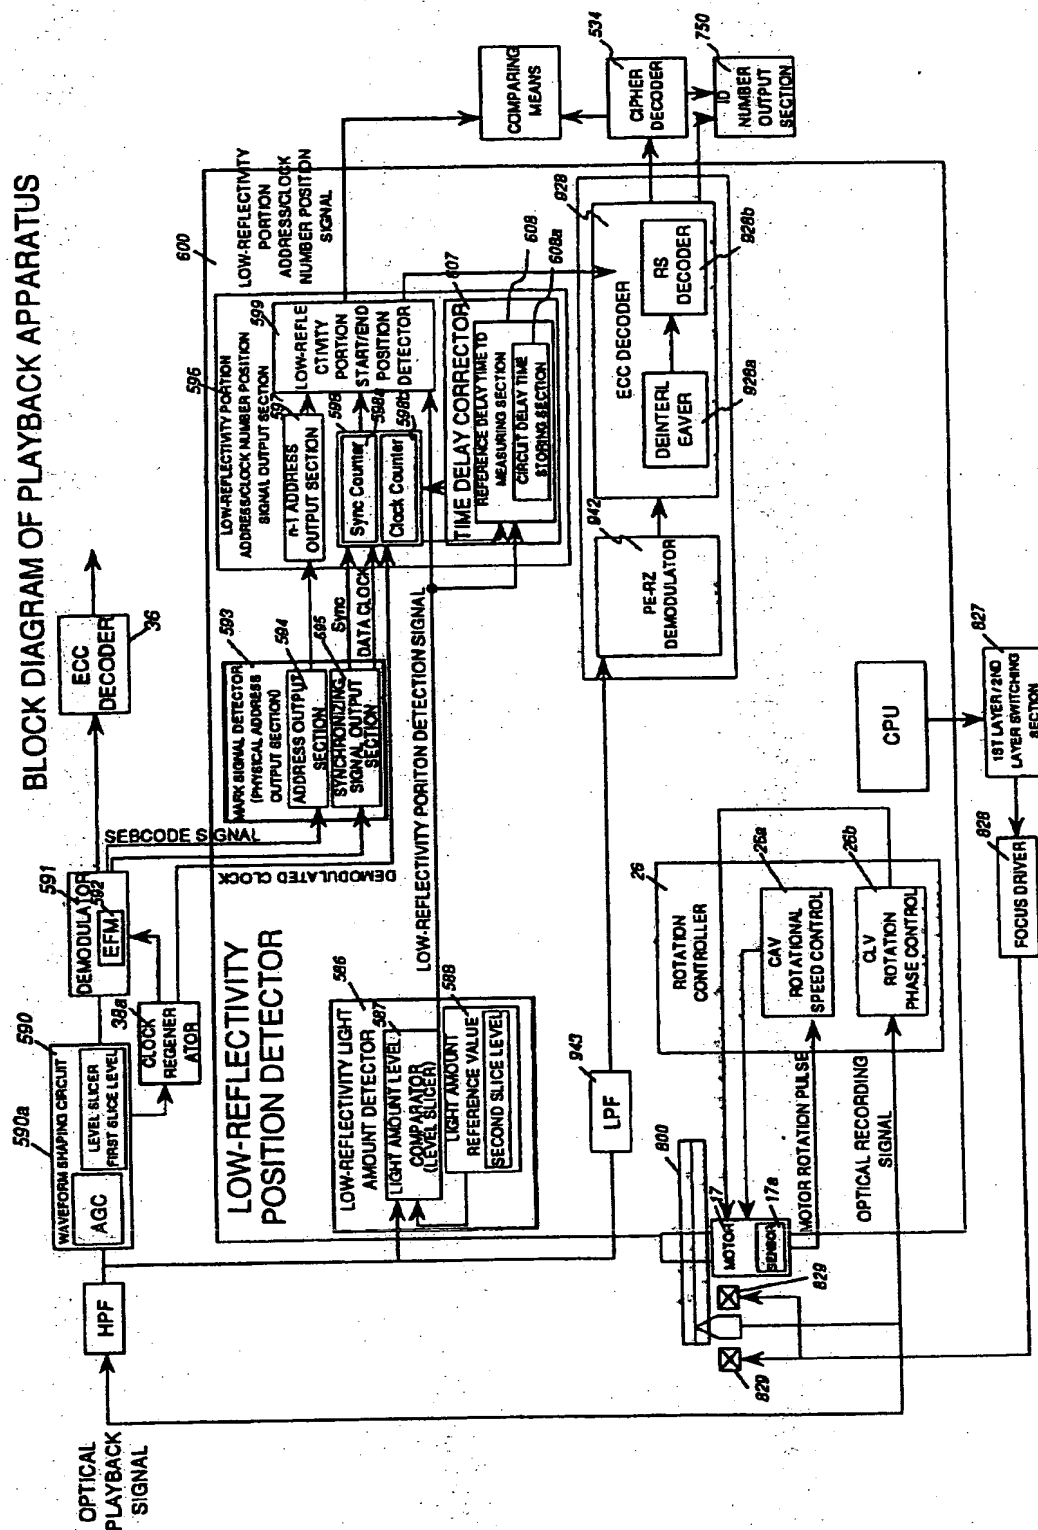 BLOCK DIAGRAM OF PLAYBACK APPARATUS
OPTICAL
PLAYBACK
SIGNAL
HPF
590a
590
WAVEFORM SHAPING CIRCUIT
AGC
LEVEL SLICER
FIRST SLICE LEVEL
38a
CLOCK
REGENER
ATOR
591
DEMODULATOR
592
EFM
ECC
DECODER
36
SEBCODE SIGNAL
DEMODULATED CLOCK
LOW-REFLECTIVITY
POSITION DETECTOR
600
586
LOW-REFLECTIVITY LIGHT
AMOUNT DETECTOR
587
LIGHT AMOUNT LEVEL
COMPARATOR
(LEVEL SLICER)
588
LIGHT AMOUNT
REFERENCE VALUE
SECOND SLICE LEVEL
LOW-REFLECTIVITY PORITON DETECTION SIGNAL
593
MARK SIGNAL DETECTOR
(PHYSICAL ADDRESS
OUTPUT SECTION)
594
ADDRESS OUTPUT
SECTION
595
SYNCHRONIZING
SIGNAL OUTPUT
SECTION
Sync
DATA CLOCK
596
LOW-REFLECTIVITY PORTION
ADDRESS/CLOCK NUMBER POSITION
SIGNAL OUTPUT SECTION
597
n-1 ADDRESS
OUTPUT SECTION
598
598a
Sync Counter
598b
Clock Counter
599
LOW-REFLE
CTIVITY
PORTION
START/END
POSITION
DETECTOR
LOW-REFLECTIVITY
PORTION
ADDRESS/CLOCK
NUMBER POSITION
SIGNAL
607
TIME DELAY CORRECTOR
608
REFERENCE DELAY TIME TO
MEASURING SECTION
608a
CIRCUIT DELAY TIME
STORING SECTION
COMPARING
MEANS
534
CIPHER
DECODER
750
ID
NUMBER
OUTPUT
SECTION
943
LPF
942
PE-RZ
DEMODULATOR
928
ECC DECODER
DEINTERL
EAVER
928a
RS
DECODER
928b
800
17
MOTOR
17a
SENSOR
829
829
MOTOR ROTATION PULSE
OPTICAL RECORDING
SIGNAL
26
ROTATION
CONTROLLER
26a
CAV
ROTATIONAL
SPEED CONTROL
26b
CLV
ROTATION
PHASE CONTROL
CPU
827
1ST LAYER/2ND
LAYER SWITCHING
SECTION
828
FOCUS DRIVER